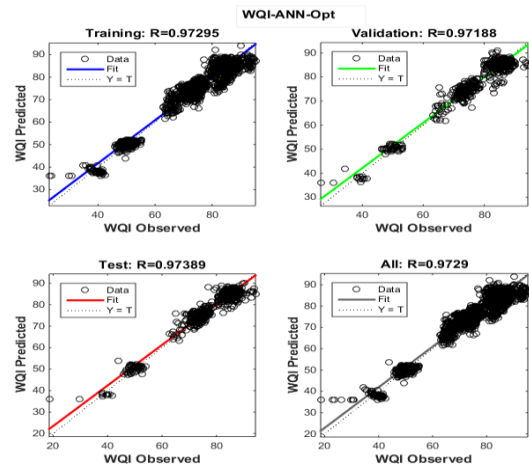 WQI-ANN-Opt
Training: R=0.97295
Data
Fit
Y = T
WQI Predicted
90
80
70
60
50
40
30
40
60
80
WQI Observed
Validation: R=0.97188
Data
Fit
Y = T
WQI Predicted
90
80
70
60
50
40
30
40
60
80
WQI Observed
Test: R=0.97389
Data
Fit
Y = T
WQI Predicted
90
80
70
60
50
40
30
20
20
40
60
80
WQI Observed
All: R=0.9729
Data
Fit
Y = T
WQI Predicted
90
80
70
60
50
40
30
20
20
40
60
80
WQI Observed